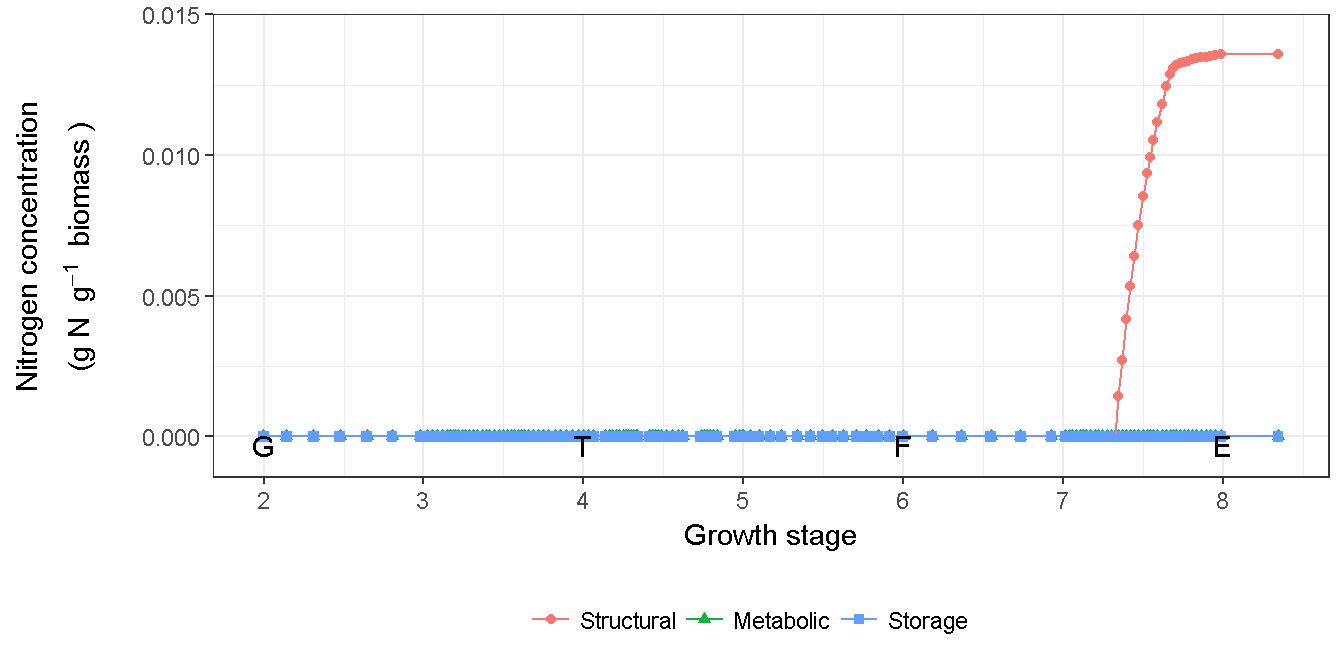 0.015
0.010
0.005
0.000
Nitrogen concentration
(g N g⁻¹ biomass )
G T F E
2 3 4 5 6 7 8
Growth stage
Structural Metabolic Storage